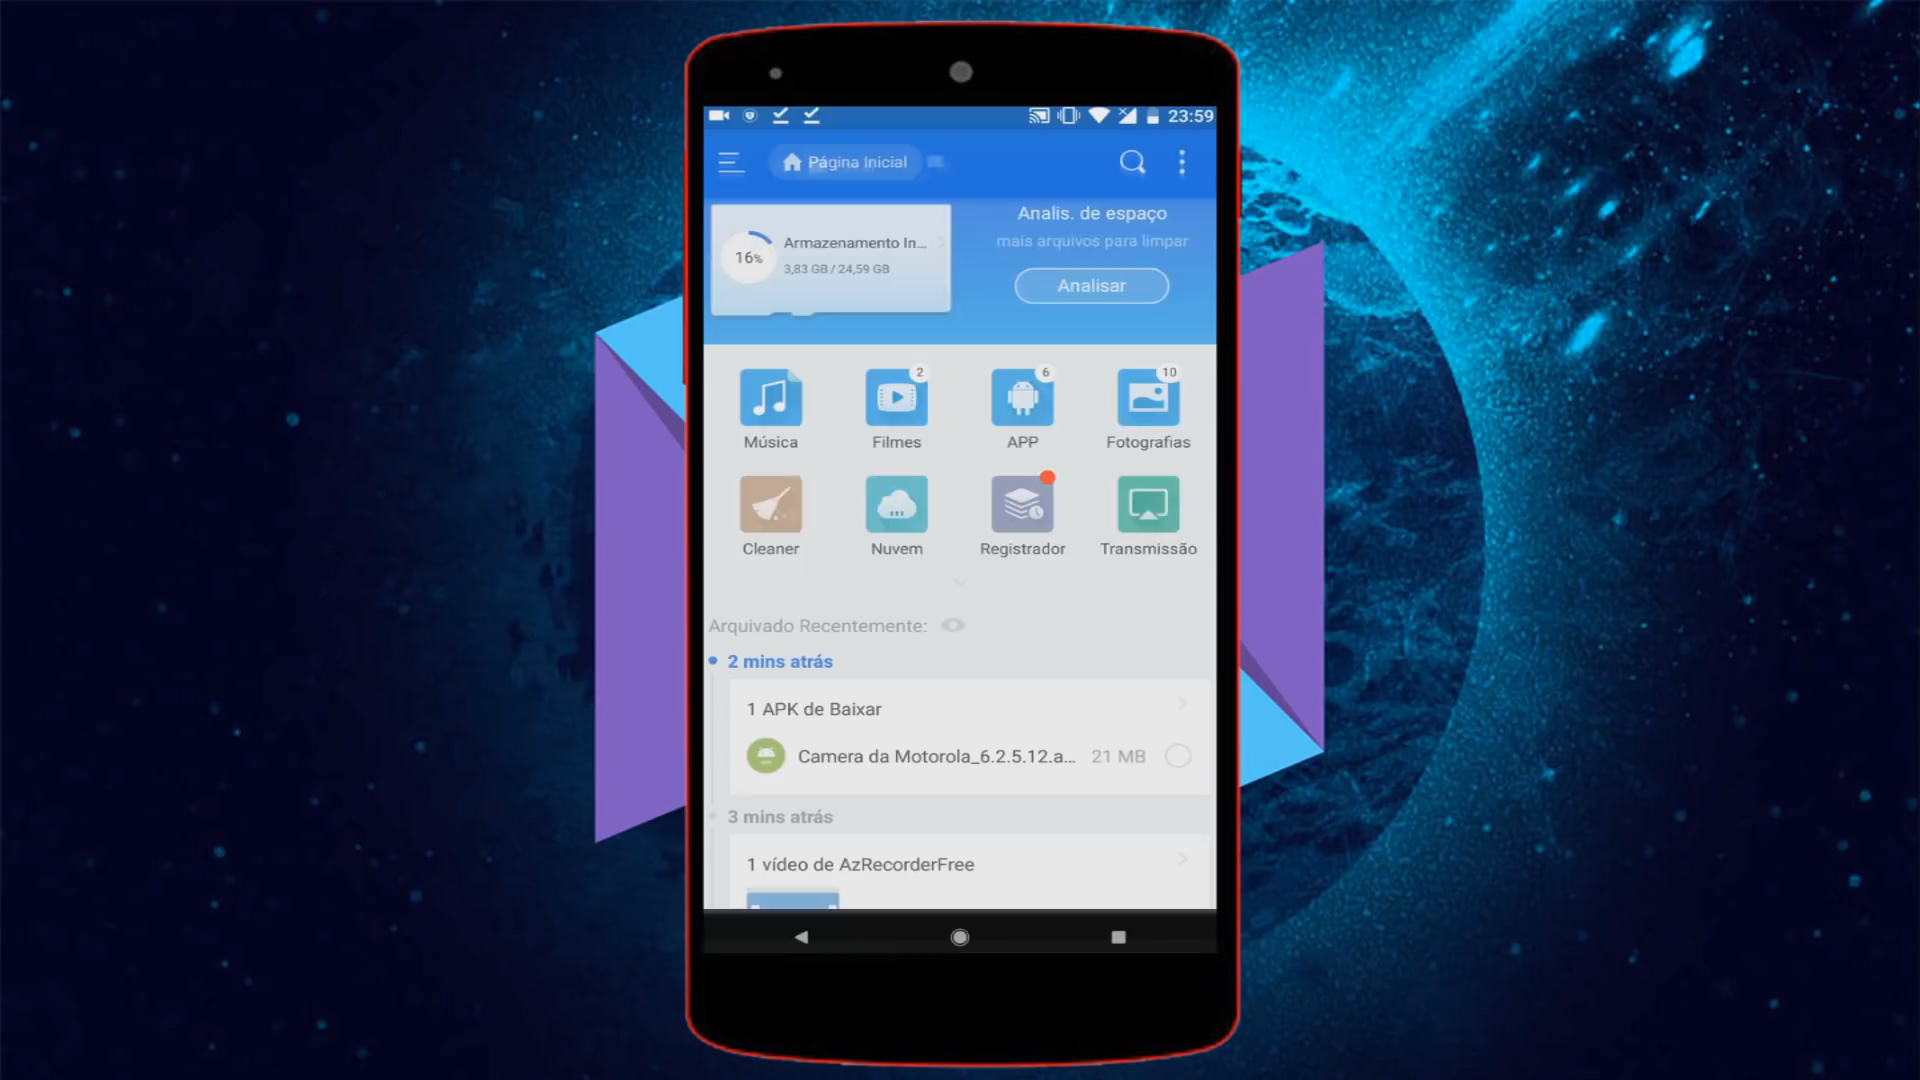 23:59
Página Inicial
Armazenamento In...
16%
3,83 GB / 24,59 GB
Analis. de espaço
mais arquivos para limpar
Analisar
2
6
10
Música
Filmes
APP
Fotografias
Cleaner
Nuvem
Registrador
Transmissão
Arquivado Recentemente:
2 mins atrás
1 APK de Baixar
Camera da Motorola_6.2.5.12.a... 21 MB
3 mins atrás
1 vídeo de AzRecorderFree